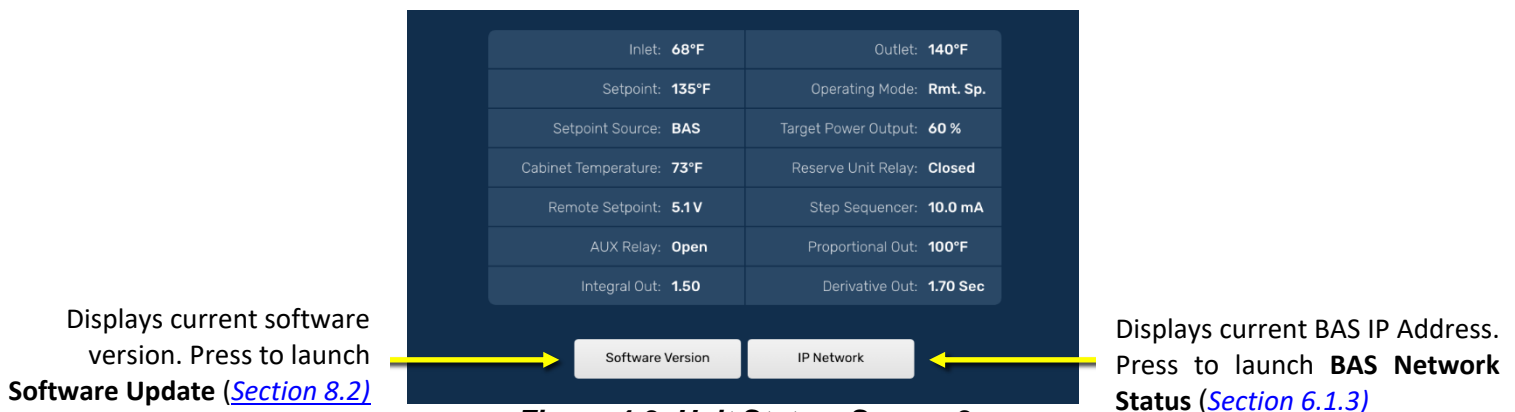 Inlet: 68°F Outlet: 140°F
Setpoint: 135°F Operating Mode: Rmt. Sp.
Setpoint Source: BAS Target Power Output: 60 %
Cabinet Temperature: 73°F Reserve Unit Relay: Closed
Remote Setpoint: 5.1 V Step Sequencer: 10.0 mA
AUX Relay: Open Proportional Out: 100°F
Integral Out: 1.50 Derivative Out: 1.70 Sec
Displays current software
version. Press to launch
Software Update (Section 8.2)
Software Version
IP Network
Displays current BAS IP Address.
Press to launch BAS Network
Status (Section 6.1.3)